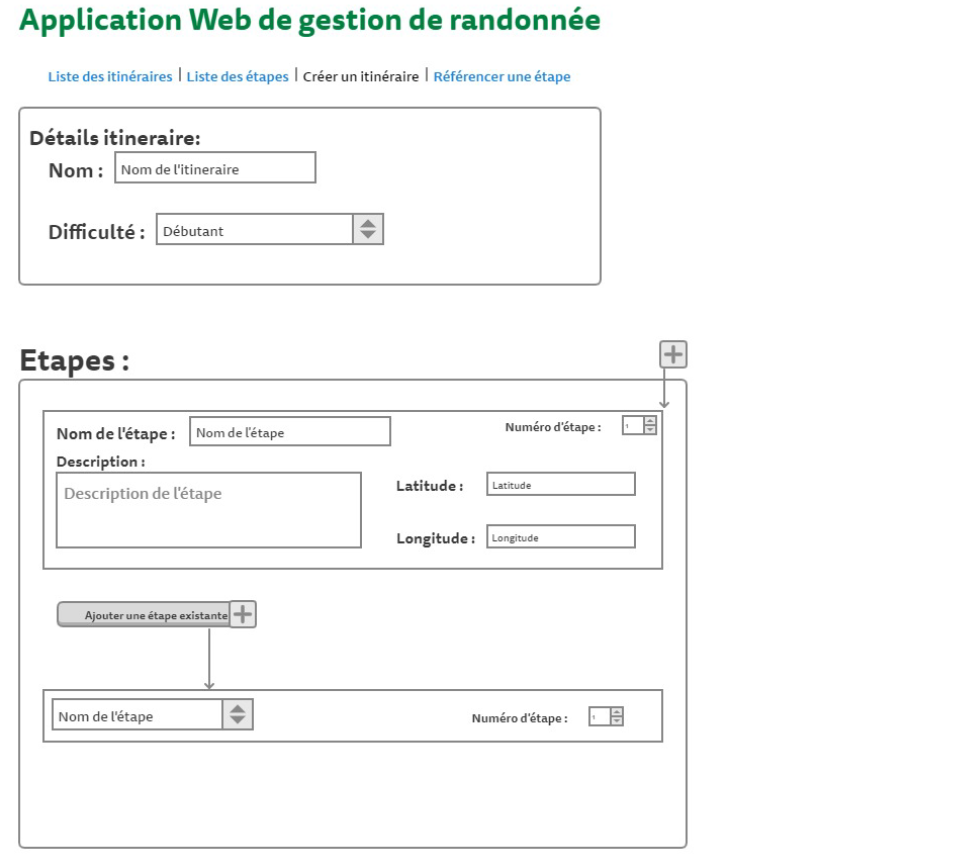 Application Web de gestion de randonnée
Liste des itinéraires | Liste des étapes | Créer un itinéraire | Référencer une étape
Détails itineraire:
Nom : Nom de l'itineraire
Difficulté : Débutant
Etapes :
Nom de l'étape : Nom de l'étape Numéro d'étape : 1
Description :
Description de l'étape
Latitude : Latitude
Longitude : Longitude
Ajouter une étape existante
Nom de l'étape Numéro d'étape : 1